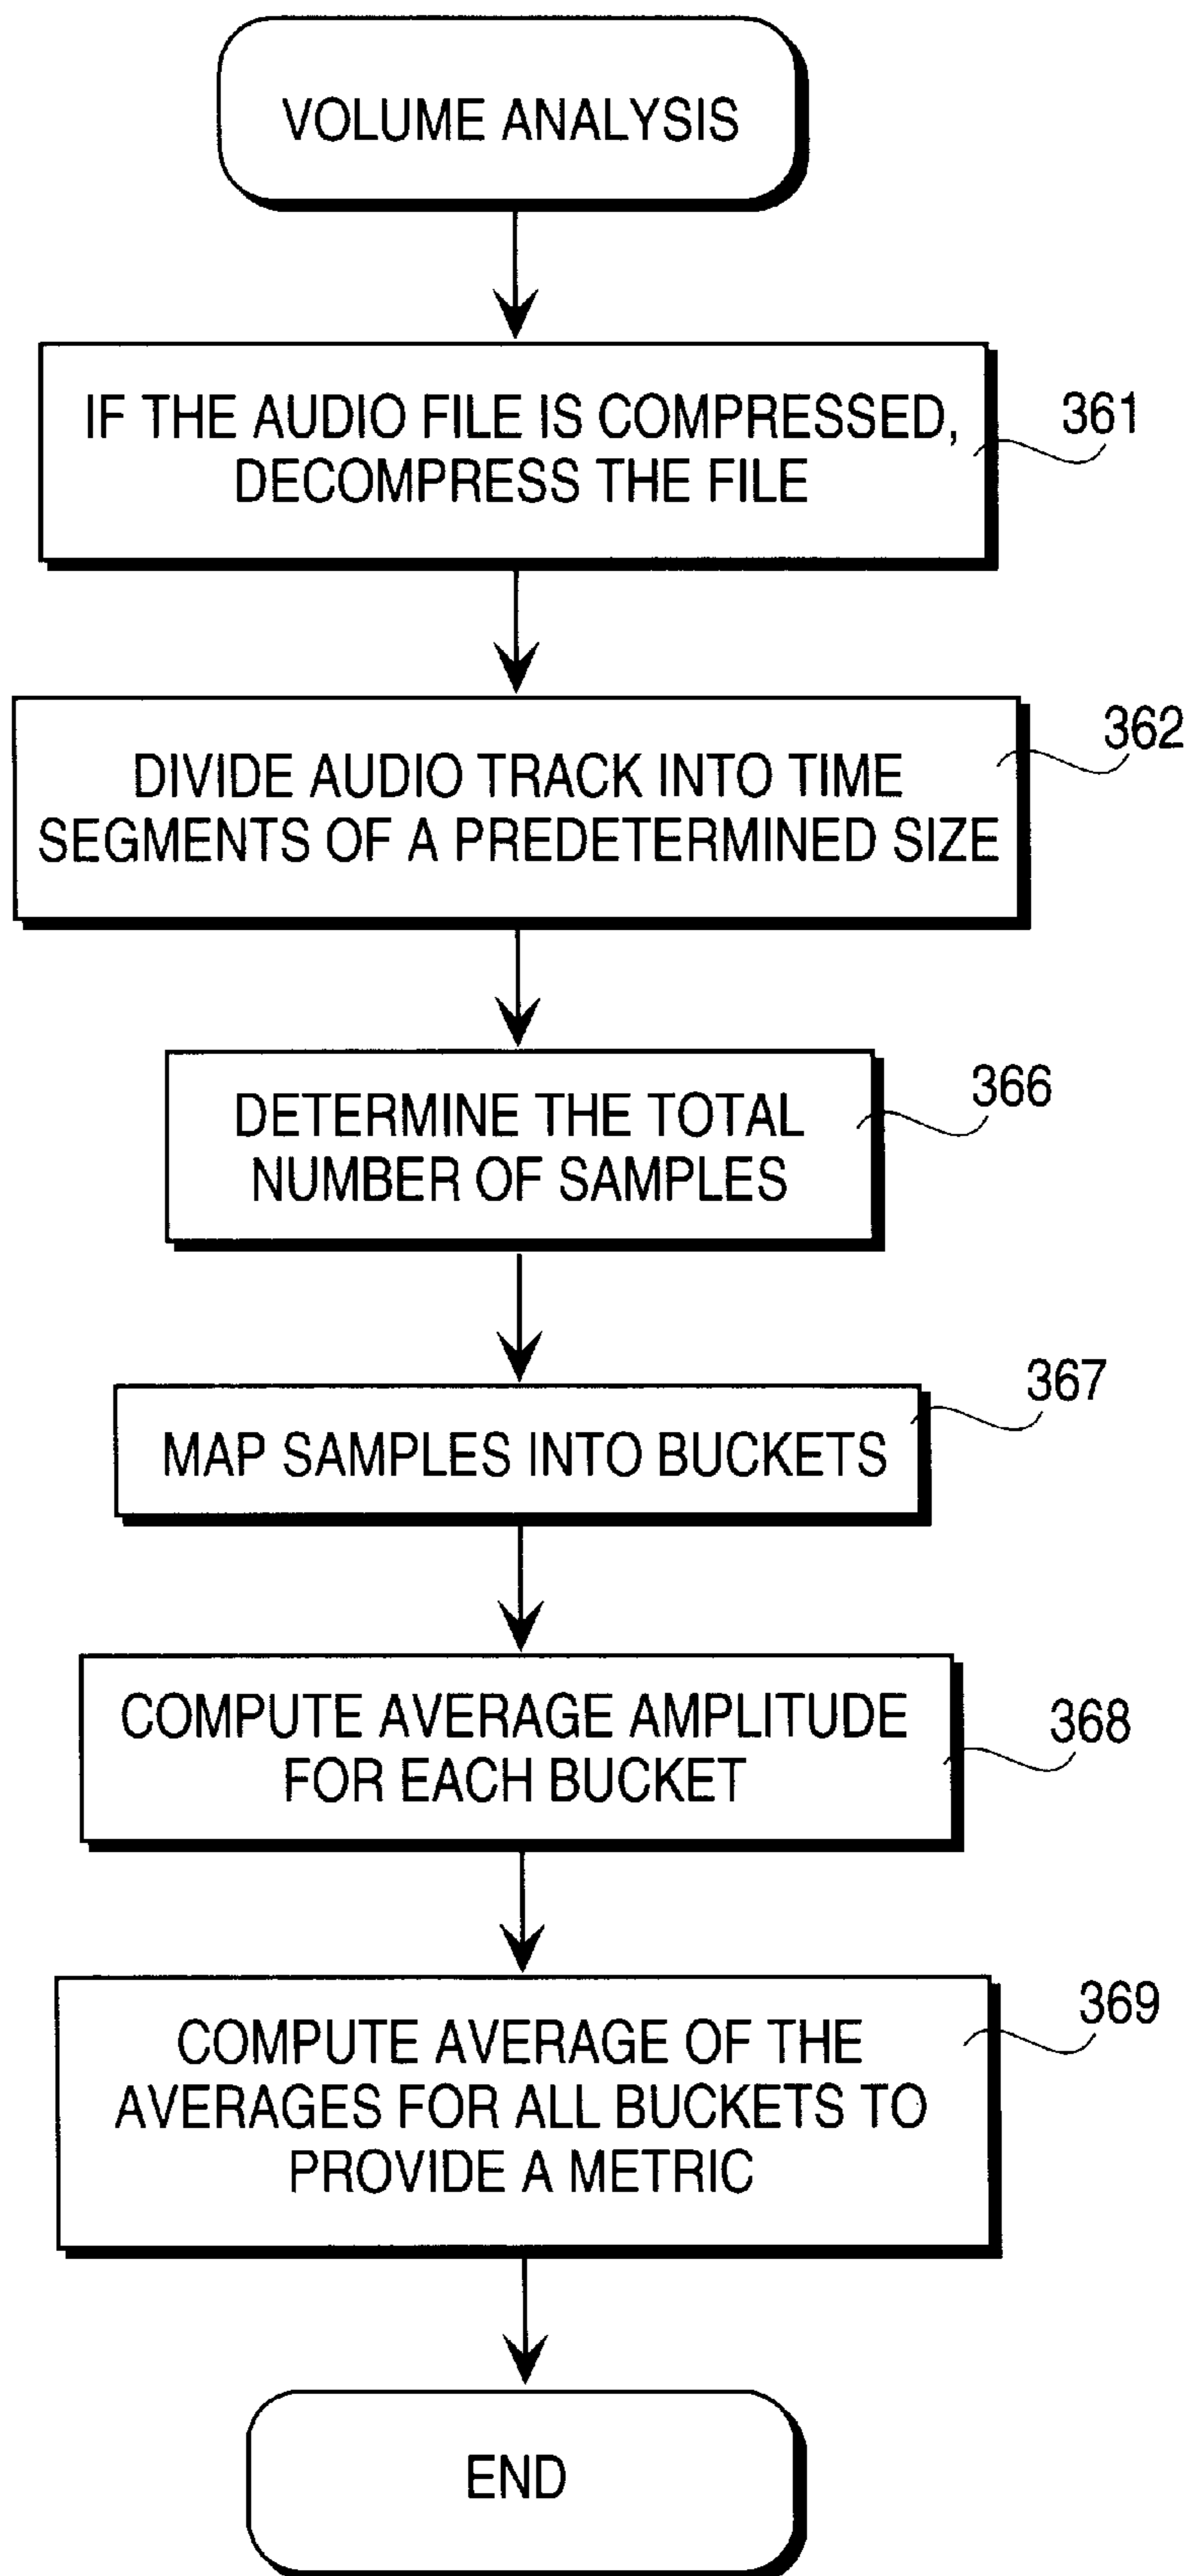 VOLUME ANALYSIS
IF THE AUDIO FILE IS COMPRESSED,
DECOMPRESS THE FILE
361
DIVIDE AUDIO TRACK INTO TIME
SEGMENTS OF A PREDETERMINED SIZE
362
DETERMINE THE TOTAL
NUMBER OF SAMPLES
366
MAP SAMPLES INTO BUCKETS
367
COMPUTE AVERAGE AMPLITUDE
FOR EACH BUCKET
368
COMPUTE AVERAGE OF THE
AVERAGES FOR ALL BUCKETS TO
PROVIDE A METRIC
369
END